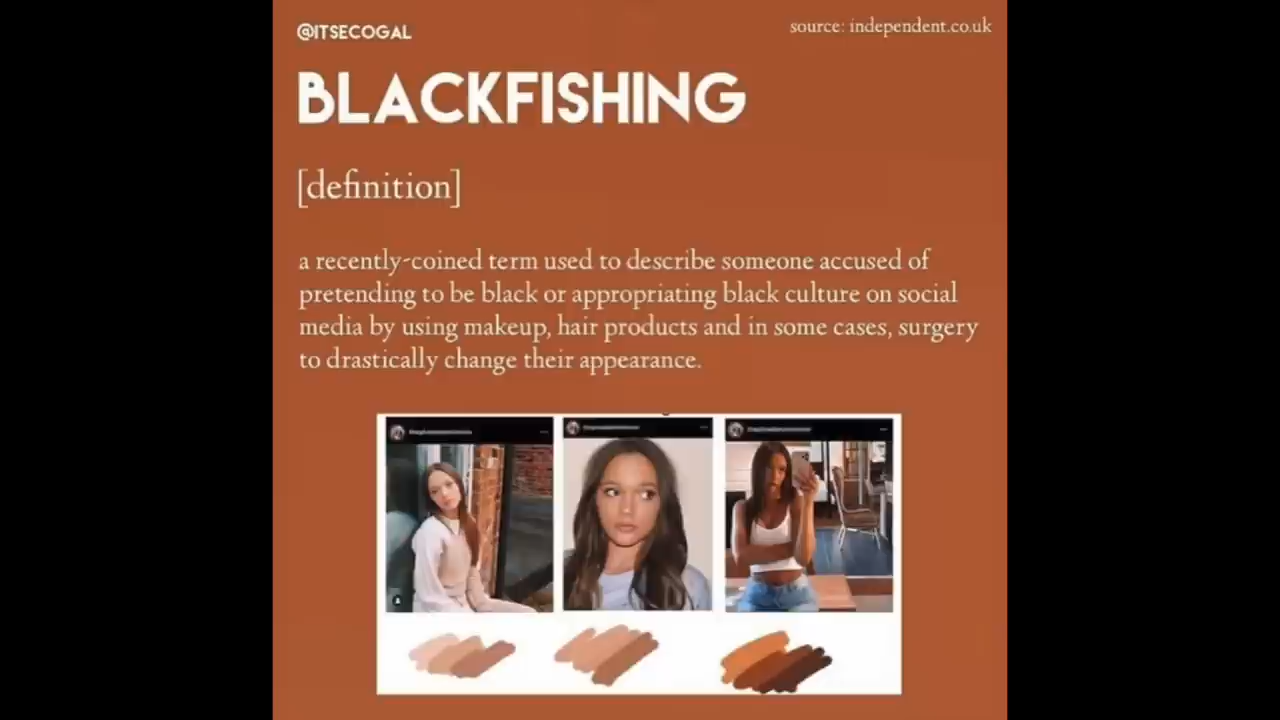 @ITSECOGAL
source: independent.co.uk
BLACKFISHING
[definition]
a recently-coined term used to describe someone accused of
pretending to be black or appropriating black culture on social
media by using makeup, hair products and in some cases, surgery
to drastically change their appearance.